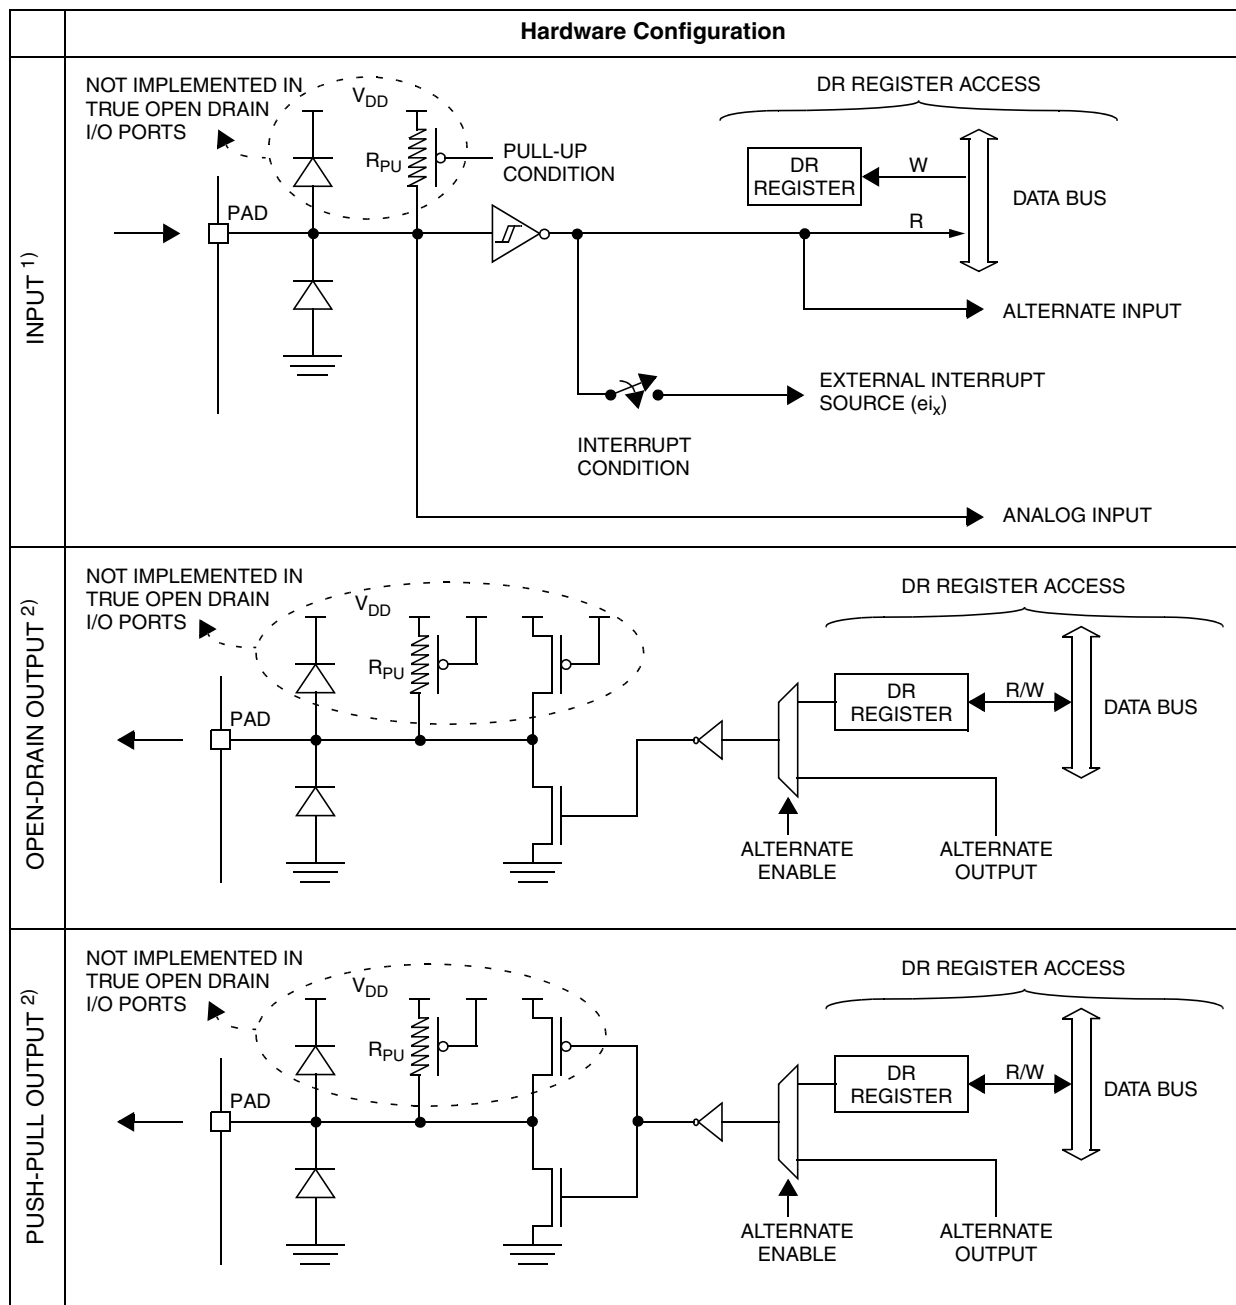 Hardware Configuration
INPUT 1)
NOT IMPLEMENTED IN
TRUE OPEN DRAIN
I/O PORTS
VDD
RPU
PULL-UP
CONDITION
PAD
DR REGISTER ACCESS
DR
REGISTER
W
R
DATA BUS
ALTERNATE INPUT
EXTERNAL INTERRUPT
SOURCE (eix)
INTERRUPT
CONDITION
ANALOG INPUT
OPEN-DRAIN OUTPUT 2)
NOT IMPLEMENTED IN
TRUE OPEN DRAIN
I/O PORTS
VDD
RPU
PAD
DR REGISTER ACCESS
DR
REGISTER
R/W
DATA BUS
ALTERNATE
ENABLE
ALTERNATE
OUTPUT
PUSH-PULL OUTPUT 2)
NOT IMPLEMENTED IN
TRUE OPEN DRAIN
I/O PORTS
VDD
RPU
PAD
DR REGISTER ACCESS
DR
REGISTER
R/W
DATA BUS
ALTERNATE
ENABLE
ALTERNATE
OUTPUT